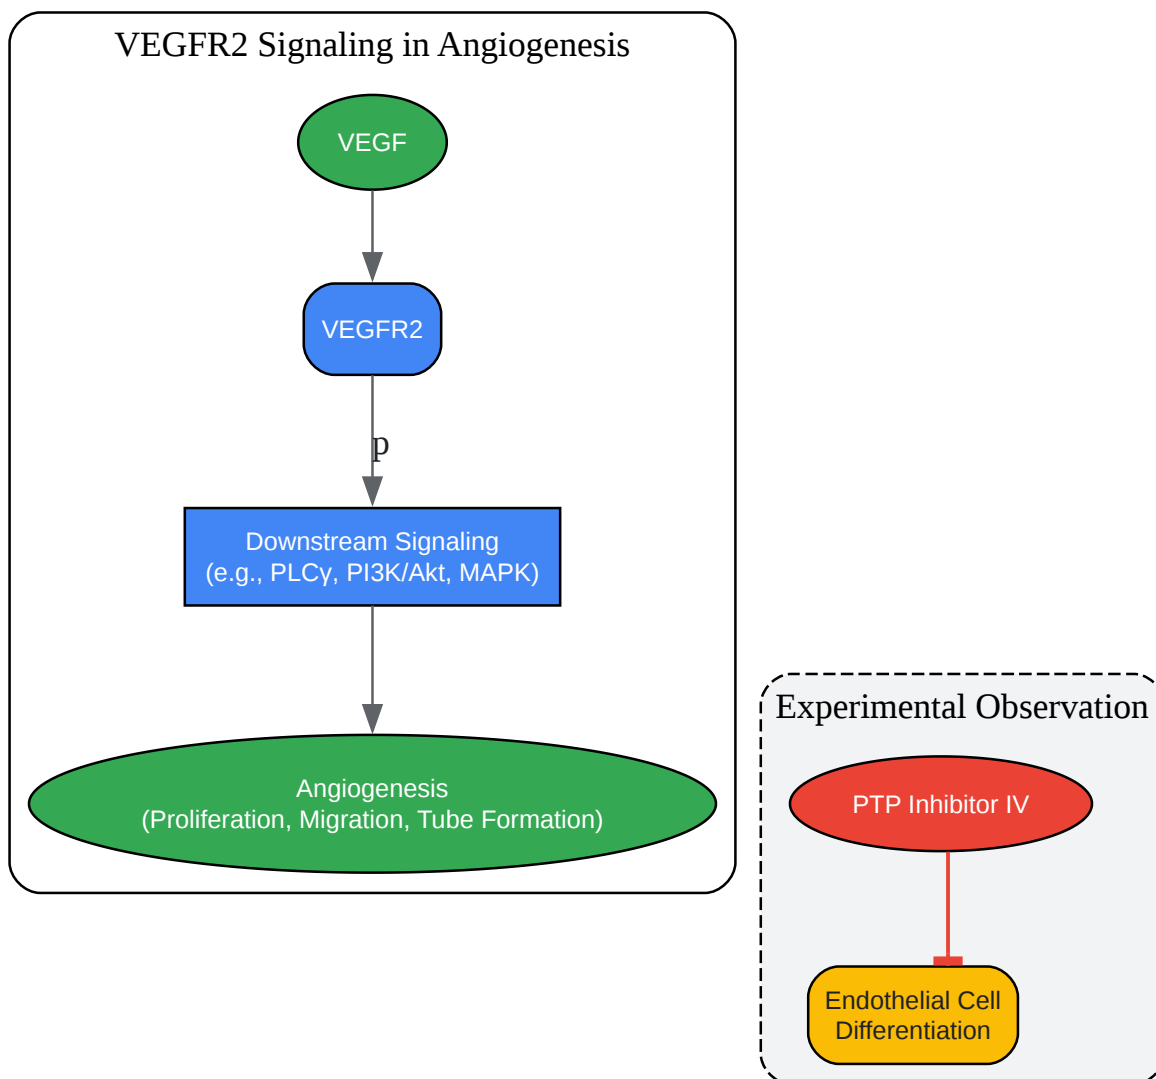 VEGFR2 Signaling in Angiogenesis
VEGF
VEGFR2
p
Downstream Signaling
(e.g., PLCγ, PI3K/Akt, MAPK)
Angiogenesis
(Proliferation, Migration, Tube Formation)
Experimental Observation
PTP Inhibitor IV
Endothelial Cell
Differentiation